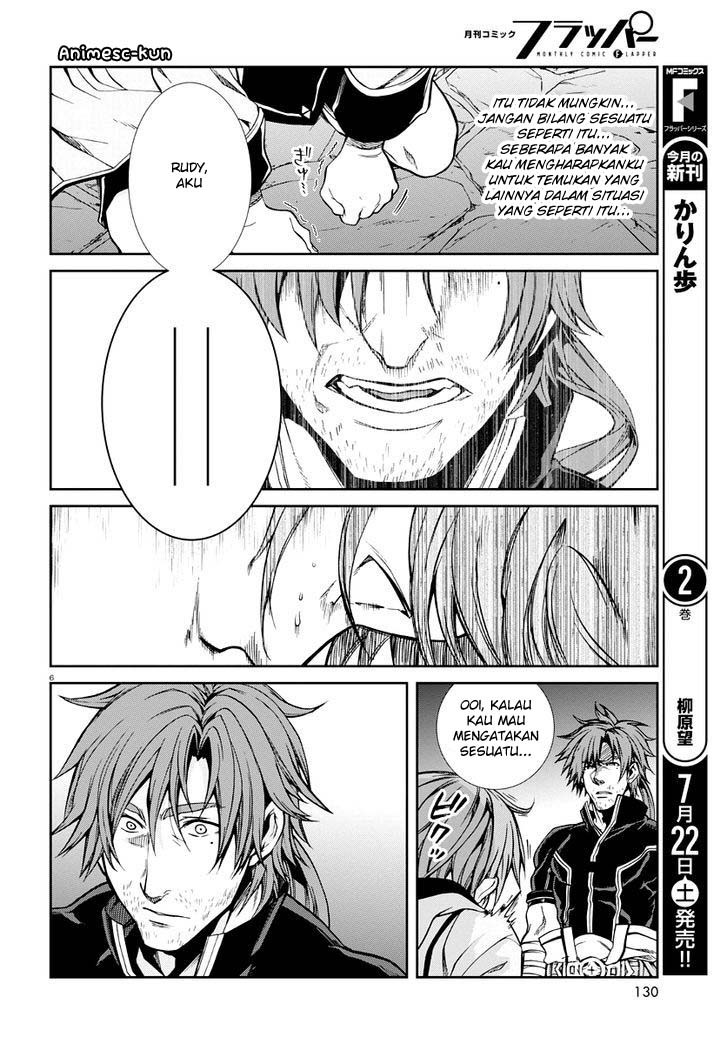 月刊コミック フラッパー
MONTHLY COMIC F LAPPER
Animesc-kun
ITU TIDAK MUNGKIN...
JANGAN BILANG SESUATU
SEPERTI ITU...
SEBERAPA BANYAK
KAU MENGHARAPKANKU
UNTUK TEMUKAN YANG
LAINNYA DALAM SITUASI
YANG SEPERTI ITU...
ぎゅ…
RUDY,
AKU
6
OOI, KALAU
KAU MAU
MENGATAKAN
SESUATU...
ビクッ
MFコミックス
F
フラッパーシリーズ
今月の
新刊
かりん歩
2
巻
柳原望
7月22日(土)発売!!
130